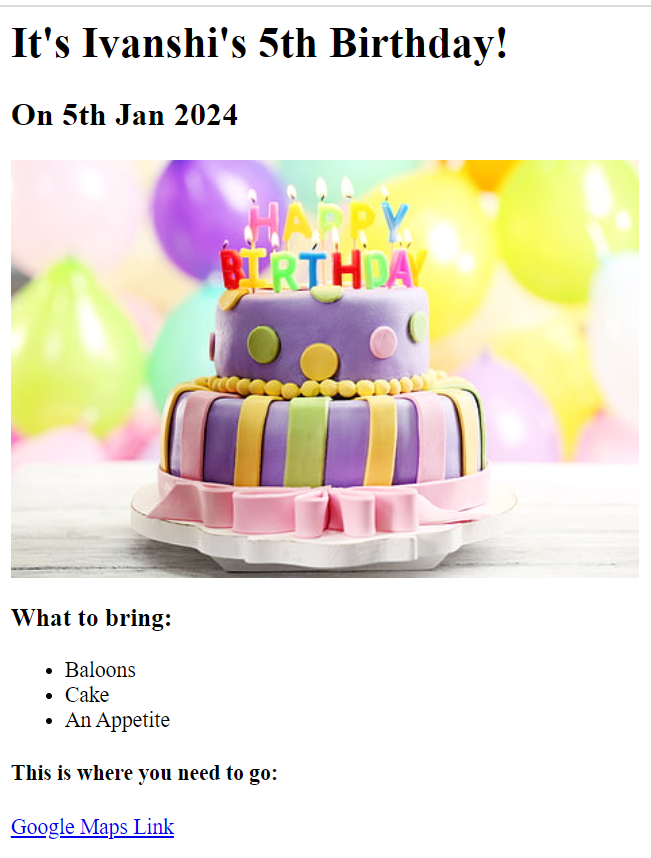 It's Ivanshi's 5th Birthday!
On 5th Jan 2024
HAPPY
BIRTHDAY
What to bring:
Baloons
Cake
An Appetite
This is where you need to go:
Google Maps Link